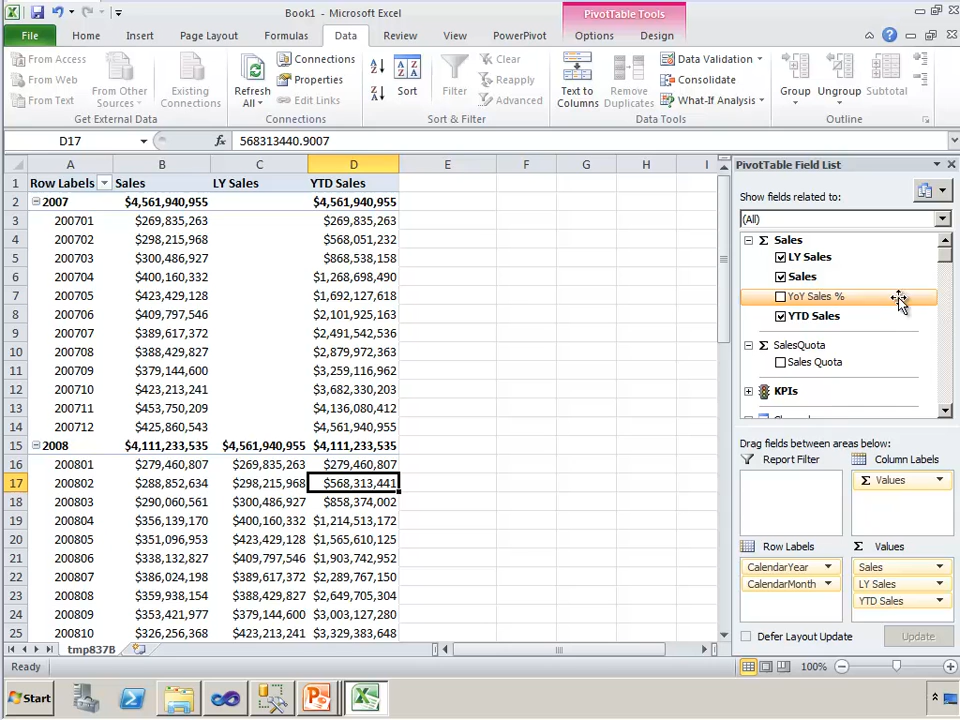 Book1 - Microsoft Excel
PivotTable Tools
File Home Insert Page Layout Formulas Data Review View PowerPivot Options Design
From Access
From Web
From Text
From Other Sources
Existing Connections
Get External Data
Refresh All
Connections
Properties
Edit Links
Connections
Sort
Filter
Clear
Reapply
Advanced
Sort & Filter
Text to Columns
Remove Duplicates
Data Validation
Consolidate
What-If Analysis
Data Tools
Group
Ungroup
Subtotal
Outline
D17 fx 568313440.9007
A B C D E F G H I
1 Row Labels Sales LY Sales YTD Sales
2 2007 $4,561,940,955 $4,561,940,955
3 200701 $269,835,263 $269,835,263
4 200702 $298,215,968 $568,051,232
5 200703 $300,486,927 $868,538,158
6 200704 $400,160,332 $1,268,698,490
7 200705 $423,429,128 $1,692,127,618
8 200706 $409,797,546 $2,101,925,163
9 200707 $389,617,372 $2,491,542,536
10 200708 $388,429,827 $2,879,972,363
11 200709 $379,144,600 $3,259,116,962
12 200710 $423,213,241 $3,682,330,203
13 200711 $453,750,209 $4,136,080,412
14 200712 $425,860,543 $4,561,940,955
15 2008 $4,111,233,535 $4,561,940,955 $4,111,233,535
16 200801 $279,460,807 $269,835,263 $279,460,807
17 200802 $288,852,634 $298,215,968 $568,313,441
18 200803 $290,060,561 $300,486,927 $858,374,002
19 200804 $356,139,170 $400,160,332 $1,214,513,172
20 200805 $351,096,953 $423,429,128 $1,565,610,125
21 200806 $338,132,827 $409,797,546 $1,903,742,952
22 200807 $386,024,198 $389,617,372 $2,289,767,150
23 200808 $359,938,154 $388,429,827 $2,649,705,304
24 200809 $353,421,977 $379,144,600 $3,003,127,280
25 200810 $326,256,368 $423,213,241 $3,329,383,648
PivotTable Field List
Show fields related to:
(All)
Σ Sales
LY Sales
Sales
YoY Sales %
YTD Sales
Σ SalesQuota
Sales Quota
KPIs
Drag fields between areas below:
Report Filter
Column Labels
Σ Values
Row Labels
Σ Values
CalendarYear
CalendarMonth
Sales
LY Sales
YTD Sales
Defer Layout Update
Update
tmp837B
Ready
100%
Start